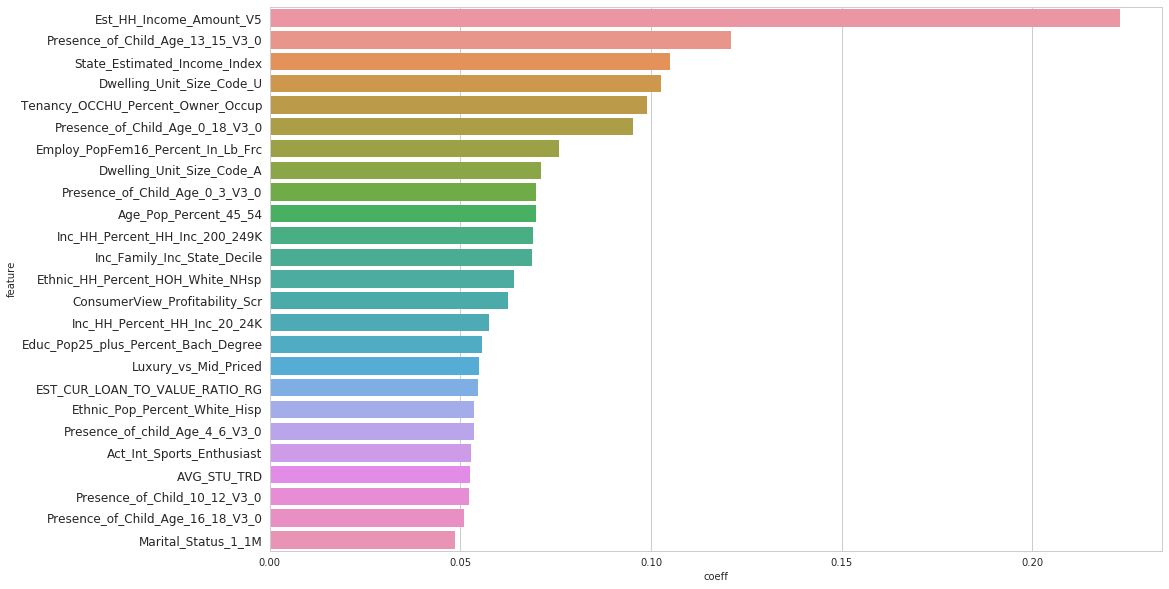 Est_HH_Income_Amount_V5
Presence_of_Child_Age_13_15_V3_0
State_Estimated_Income_Index
Dwelling_Unit_Size_Code_U
Tenancy_OCCHU_Percent_Owner_Occup
Presence_of_Child_Age_0_18_V3_0
Employ_PopFem16_Percent_In_Lb_Frc
Dwelling_Unit_Size_Code_A
Presence_of_Child_Age_0_3_V3_0
Age_Pop_Percent_45_54
Inc_HH_Percent_HH_Inc_200_249K
Inc_Family_Inc_State_Decile
Ethnic_HH_Percent_HOH_White_NHsp
ConsumerView_Profitability_Scr
Inc_HH_Percent_HH_Inc_20_24K
Educ_Pop25_plus_Percent_Bach_Degree
Luxury_vs_Mid_Priced
EST_CUR_LOAN_TO_VALUE_RATIO_RG
Ethnic_Pop_Percent_White_Hisp
Presence_of_child_Age_4_6_V3_0
Act_Int_Sports_Enthusiast
AVG_STU_TRD
Presence_of_Child_10_12_V3_0
Presence_of_Child_Age_16_18_V3_0
Marital_Status_1_1M
feature
0.00 0.05 0.10 0.15 0.20
coeff